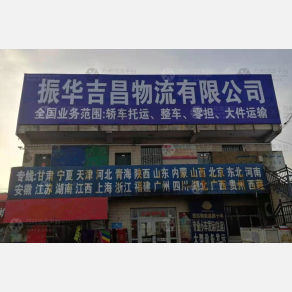 振华吉昌物流有限公司
全国业务范围:轿车托运、整车、零担、大件运输
专线:甘肃 宁夏 天津 河北 青海 陕西 山东 内蒙 山西 北京 东北 河南
安徽 江苏 湖南 江西 上海 浙江 福建 广州 四川 湖北 广西 贵州 西藏